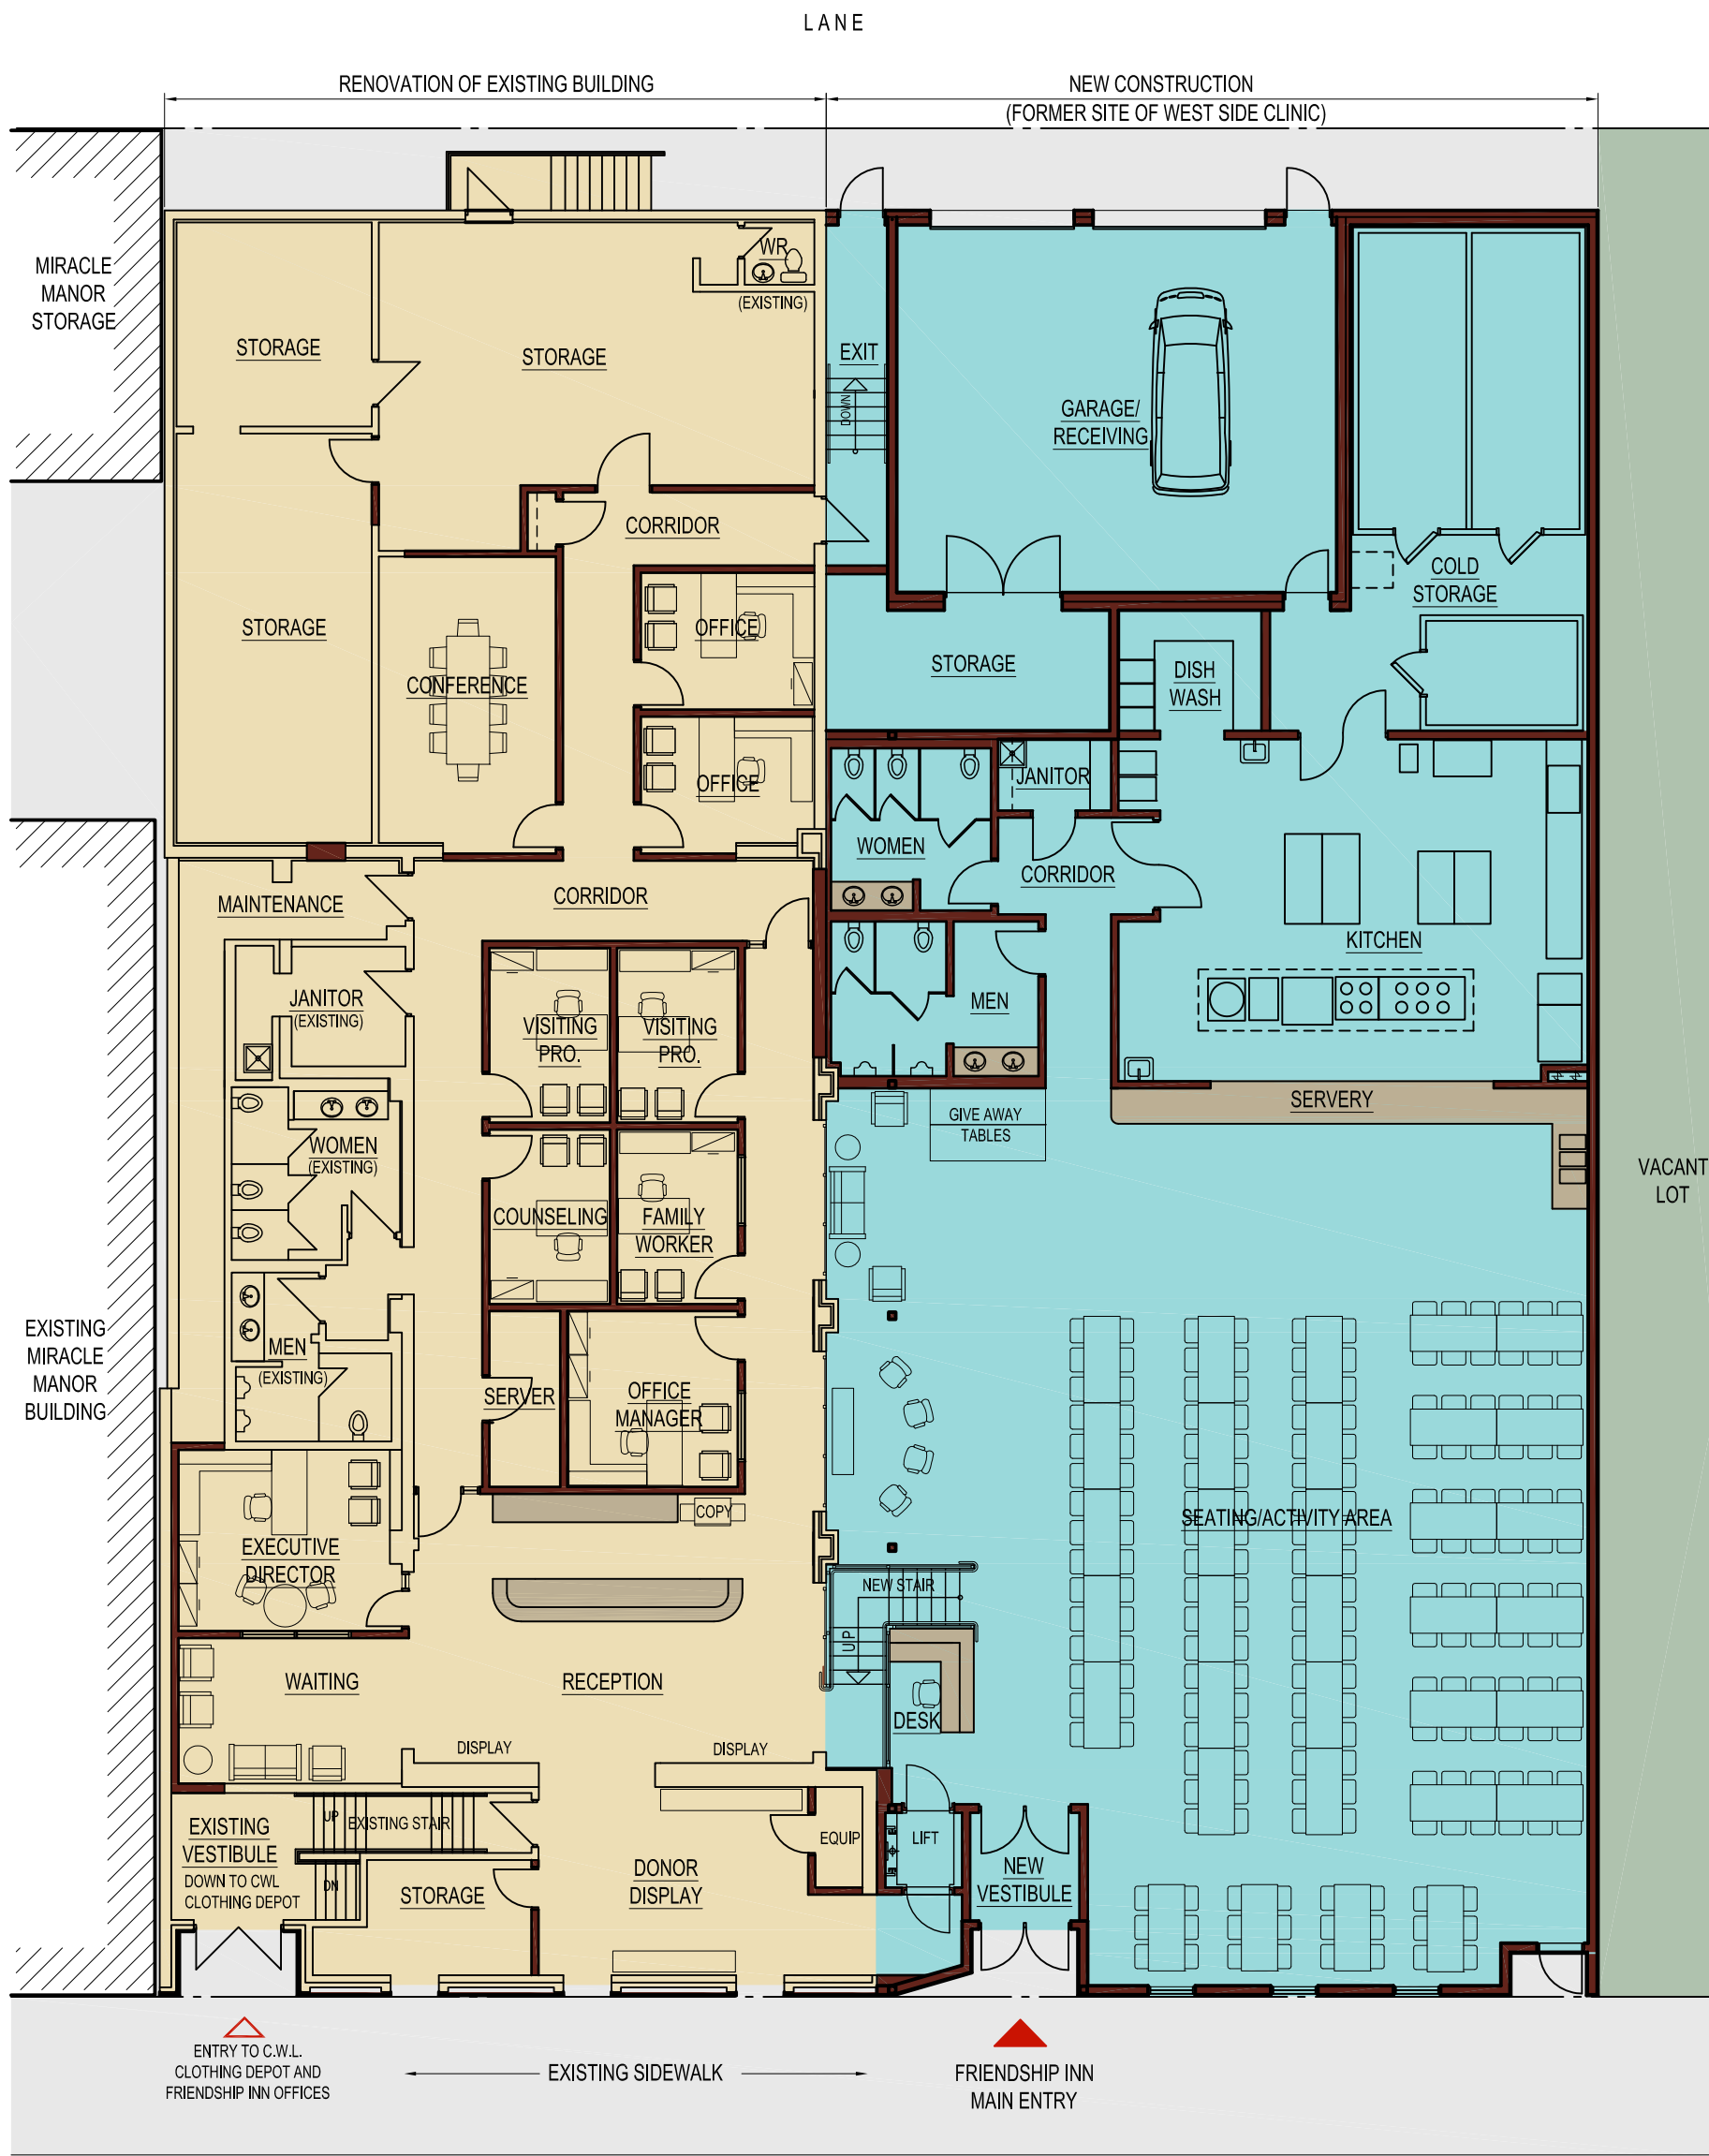 LANE
RENOVATION OF EXISTING BUILDING
NEW CONSTRUCTION
(FORMER SITE OF WEST SIDE CLINIC)
MIRACLE
MANOR
STORAGE
WR
(EXISTING)
STORAGE
STORAGE
EXIT
DOWN
GARAGE/
RECEIVING
CORRIDOR
COLD
STORAGE
STORAGE
OFFICE
CONFERENCE
STORAGE
DISH
WASH
OFFICE
JANITOR
WOMEN
CORRIDOR
MAINTENANCE
CORRIDOR
KITCHEN
JANITOR
(EXISTING)
VISITING
PRO.
VISITING
PRO.
MEN
SERVERY
GIVE AWAY
TABLES
WOMEN
(EXISTING)
VACANT
LOT
COUNSELING
FAMILY
WORKER
EXISTING
MIRACLE
MANOR
BUILDING
MEN
(EXISTING)
SERVER
OFFICE
MANAGER
COPY
SEATING/ACTIVITY AREA
EXECUTIVE
DIRECTOR
NEW STAIR
UP
WAITING
RECEPTION
DESK
DISPLAY
DISPLAY
EXISTING
VESTIBULE
DOWN TO CWL
CLOTHING DEPOT
UP
EXISTING STAIR
DN
STORAGE
DONOR
DISPLAY
EQUIP
LIFT
NEW
VESTIBULE
ENTRY TO C.W.L.
CLOTHING DEPOT AND
FRIENDSHIP INN OFFICES
EXISTING SIDEWALK
FRIENDSHIP INN
MAIN ENTRY